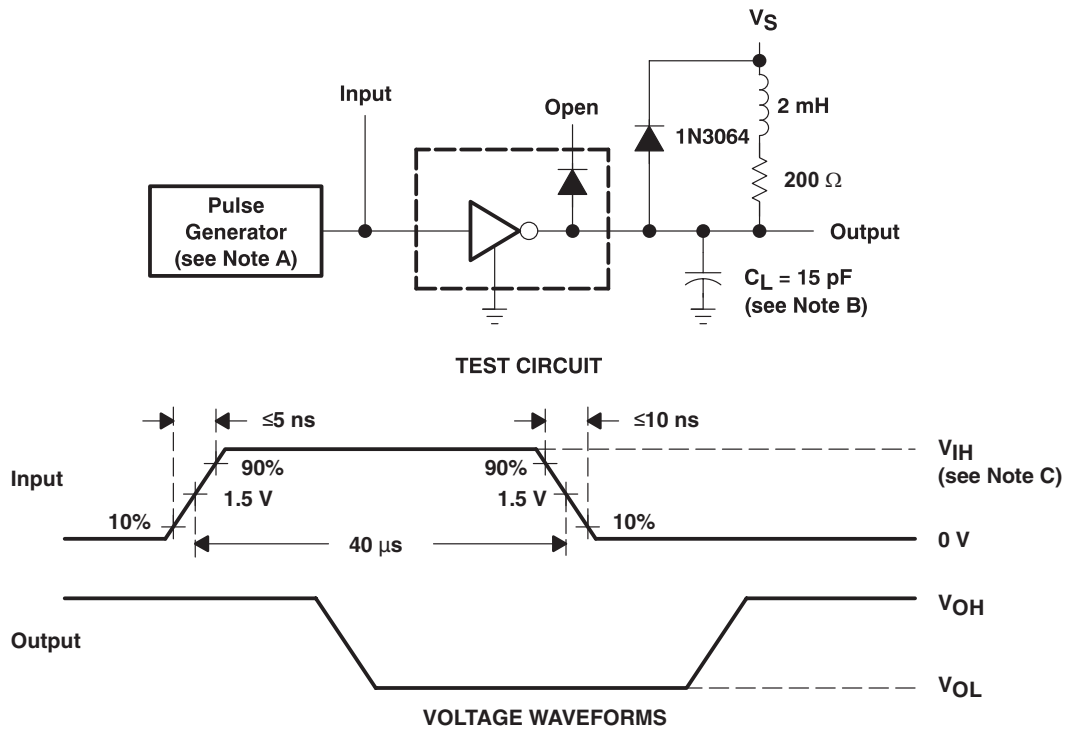 VS
Input
Open
2 mH
1N3064
200 Ω
Pulse
Generator
(see Note A)
Output
CL = 15 pF
(see Note B)
TEST CIRCUIT
≤5 ns
≤10 ns
Input
90%
90%
VIH
(see Note C)
1.5 V
1.5 V
10%
10%
40 μs
0 V
VOH
Output
VOL
VOLTAGE WAVEFORMS